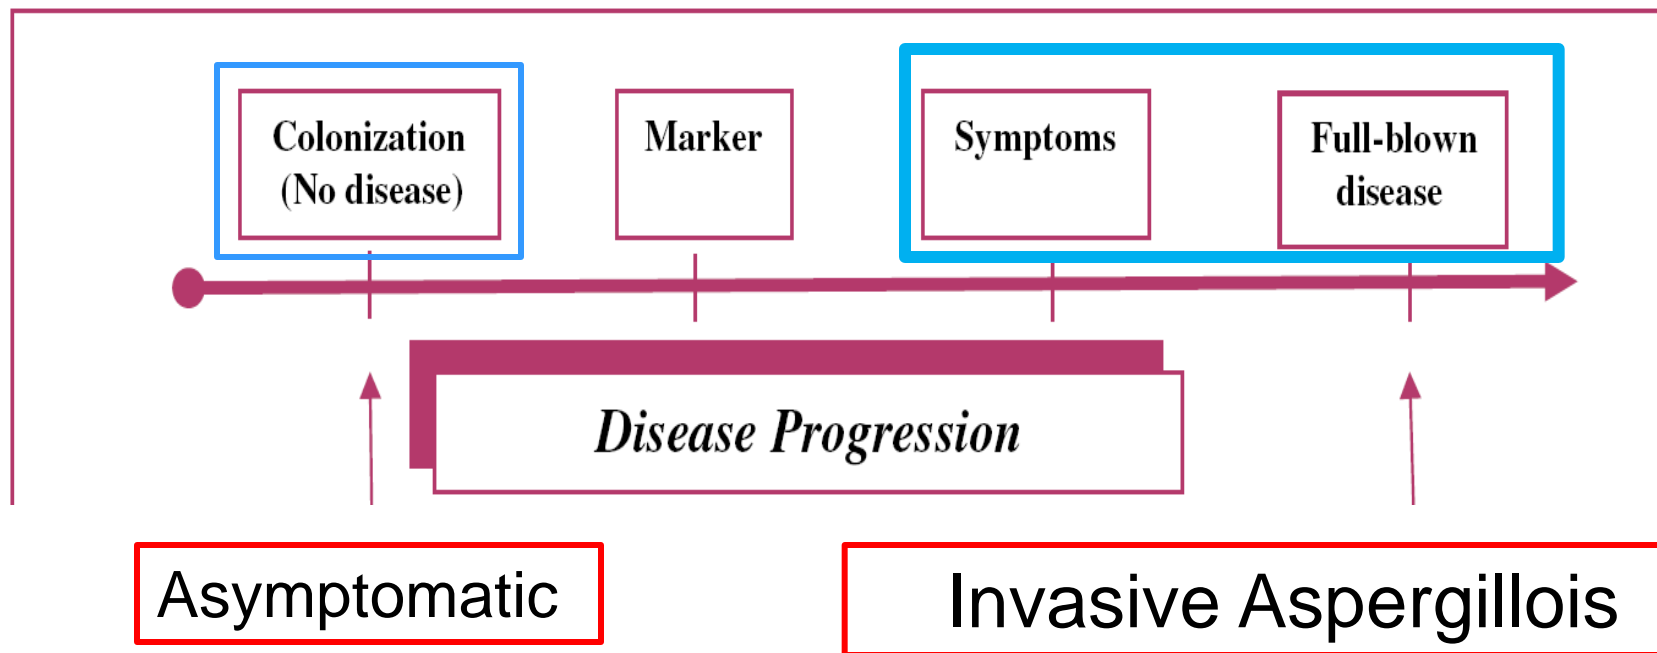 Colonization
(No disease)
Marker
Symptoms
Full-blown
disease
Disease Progression
Asymptomatic
Invasive Aspergillois